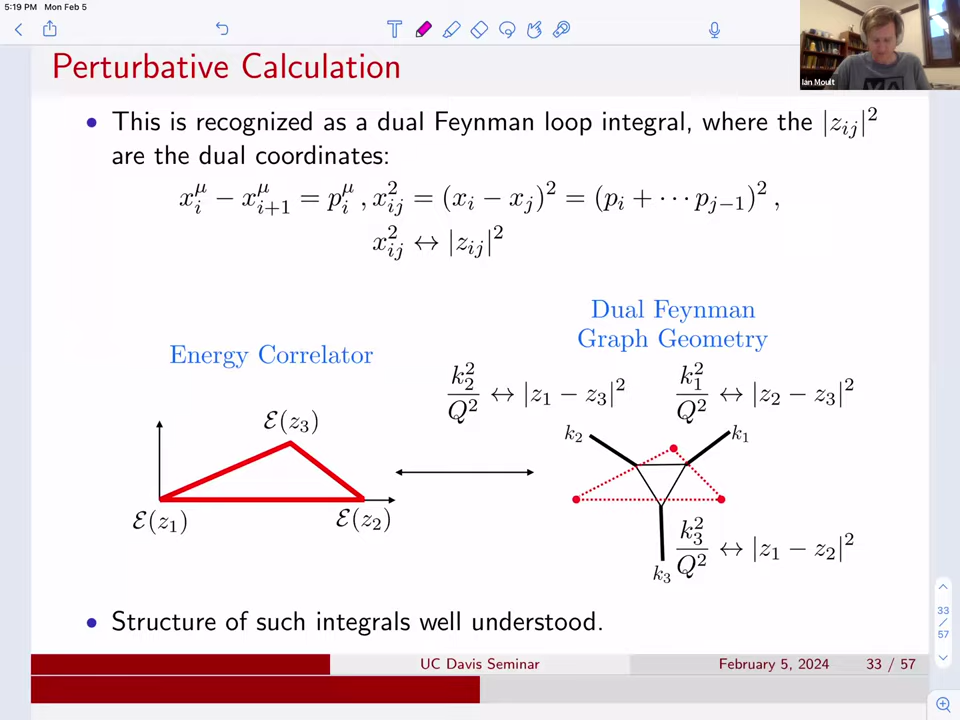 5:19 PM Mon Feb 5
Perturbative Calculation
Ian Moult
• This is recognized as a dual Feynman loop integral, where the |z_{ij}|^2
are the dual coordinates:
x_i^μ − x_{i+1}^μ = p_i^μ , x_{ij}^2 = (x_i − x_j)^2 = (p_i + ⋯ p_{j−1})^2 ,
x_{ij}^2 ↔ |z_{ij}|^2
Dual Feynman
Graph Geometry
Energy Correlator
k_2^2/Q^2 ↔ |z_1 − z_3|^2
k_1^2/Q^2 ↔ |z_2 − z_3|^2
ℰ(z_3)
k_2
k_1
ℰ(z_1)
ℰ(z_2)
k_3^2/Q^2 ↔ |z_1 − z_2|^2
k_3
• Structure of such integrals well understood.
UC Davis Seminar
February 5, 2024
33 / 57
33
/
57